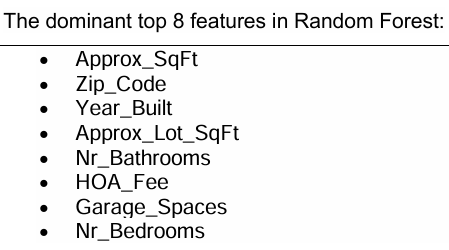 The dominant top 8 features in Random Forest:
• Approx_SqFt
• Zip_Code
• Year_Built
• Approx_Lot_SqFt
• Nr_Bathrooms
• HOA_Fee
• Garage_Spaces
• Nr_Bedrooms